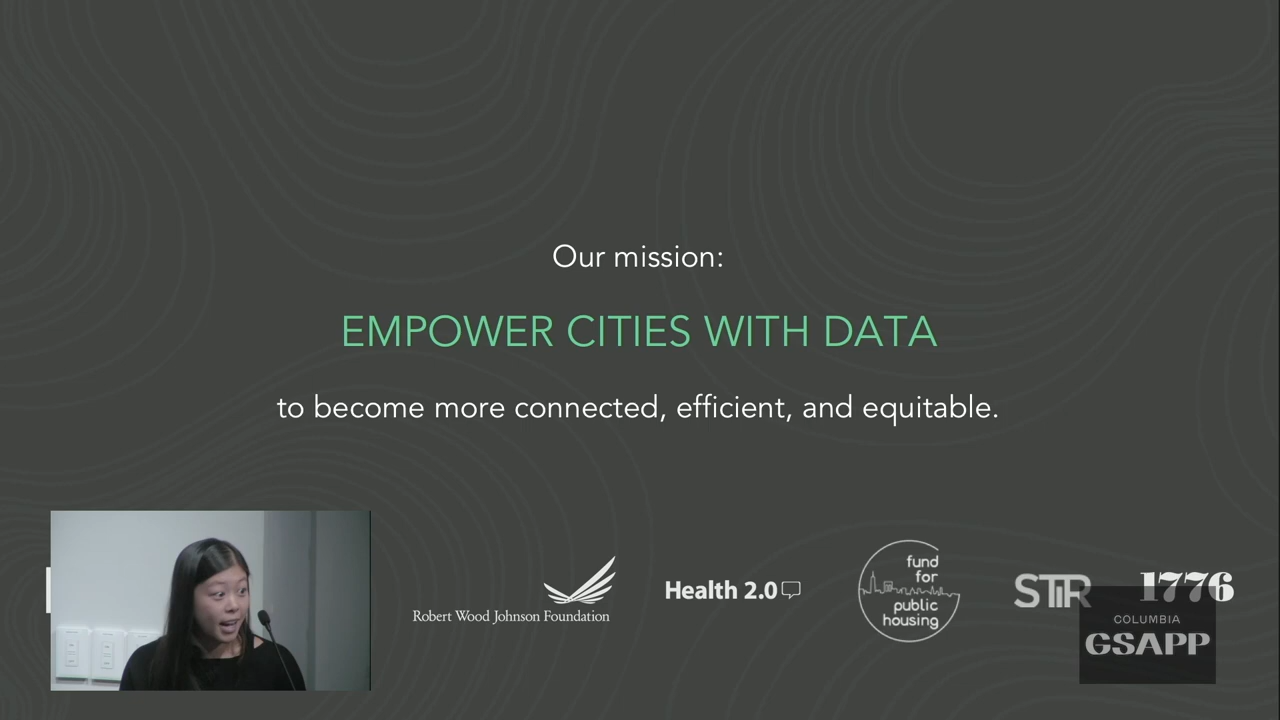 Our mission:
EMPOWER CITIES WITH DATA
to become more connected, efficient, and equitable.
Robert Wood Johnson Foundation
Health 2.0
fund
for
public
housing
STIR
1776
COLUMBIA
GSAPP